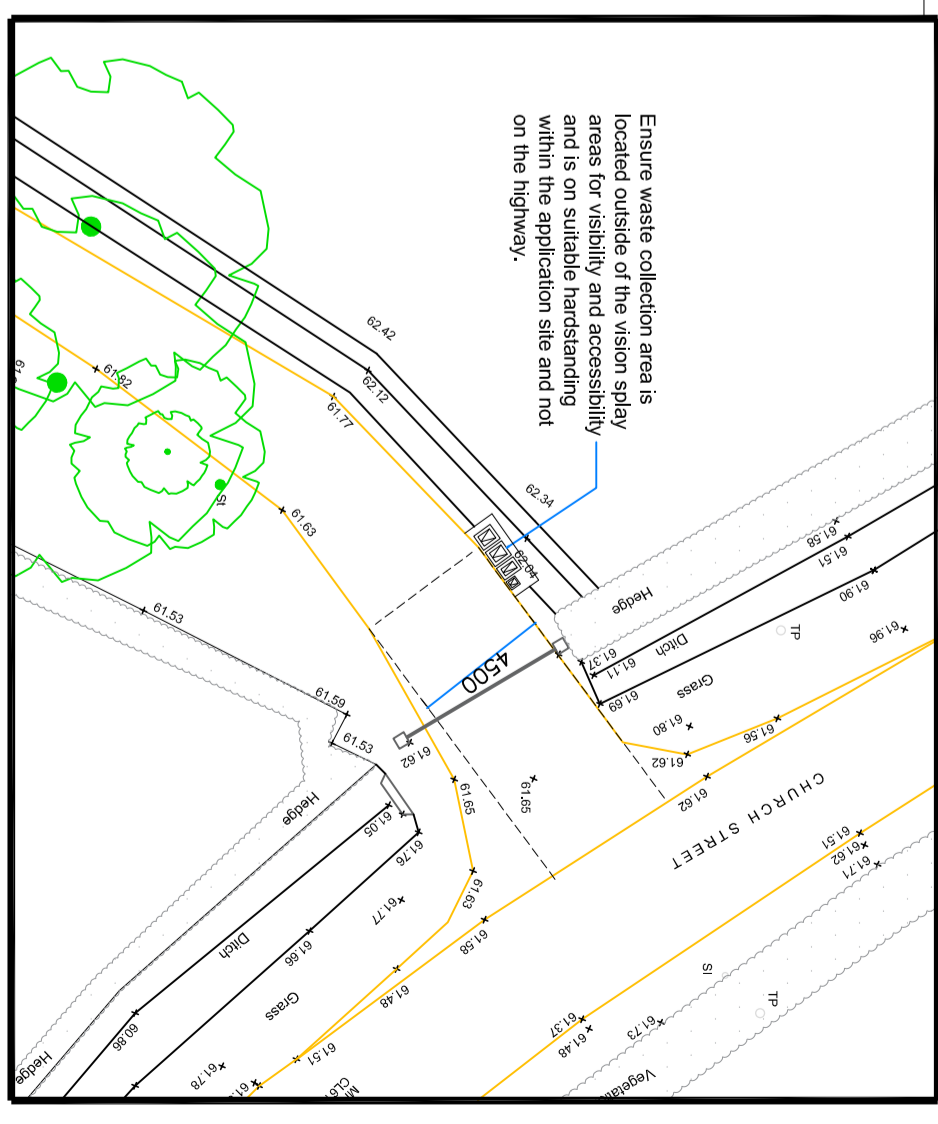 Ensure waste collection area is
located outside of the vision splay
areas for visibility and accessibility
and is on suitable hardstanding
within the application site and not
on the highway.
62.42
62.12
61.77
61.82
St
61.63
62.34
62.04
4500
Hedge
61.58
61.51
61.90
61.96
TP
Ditch
61.37
61.11
61.69
Grass
61.80
61.62
61.56
61.62
CHURCH STREET
61.51
61.62
61.71
61.53
61.59
61.53
61.62
61.65
61.65
Hedge
61.05
61.76
61.63
61.77
61.58
Ditch
61.66
61.48
Grass
61.51
60.86
61.78
Hedge
SI
TP
61.37
61.48
61.73